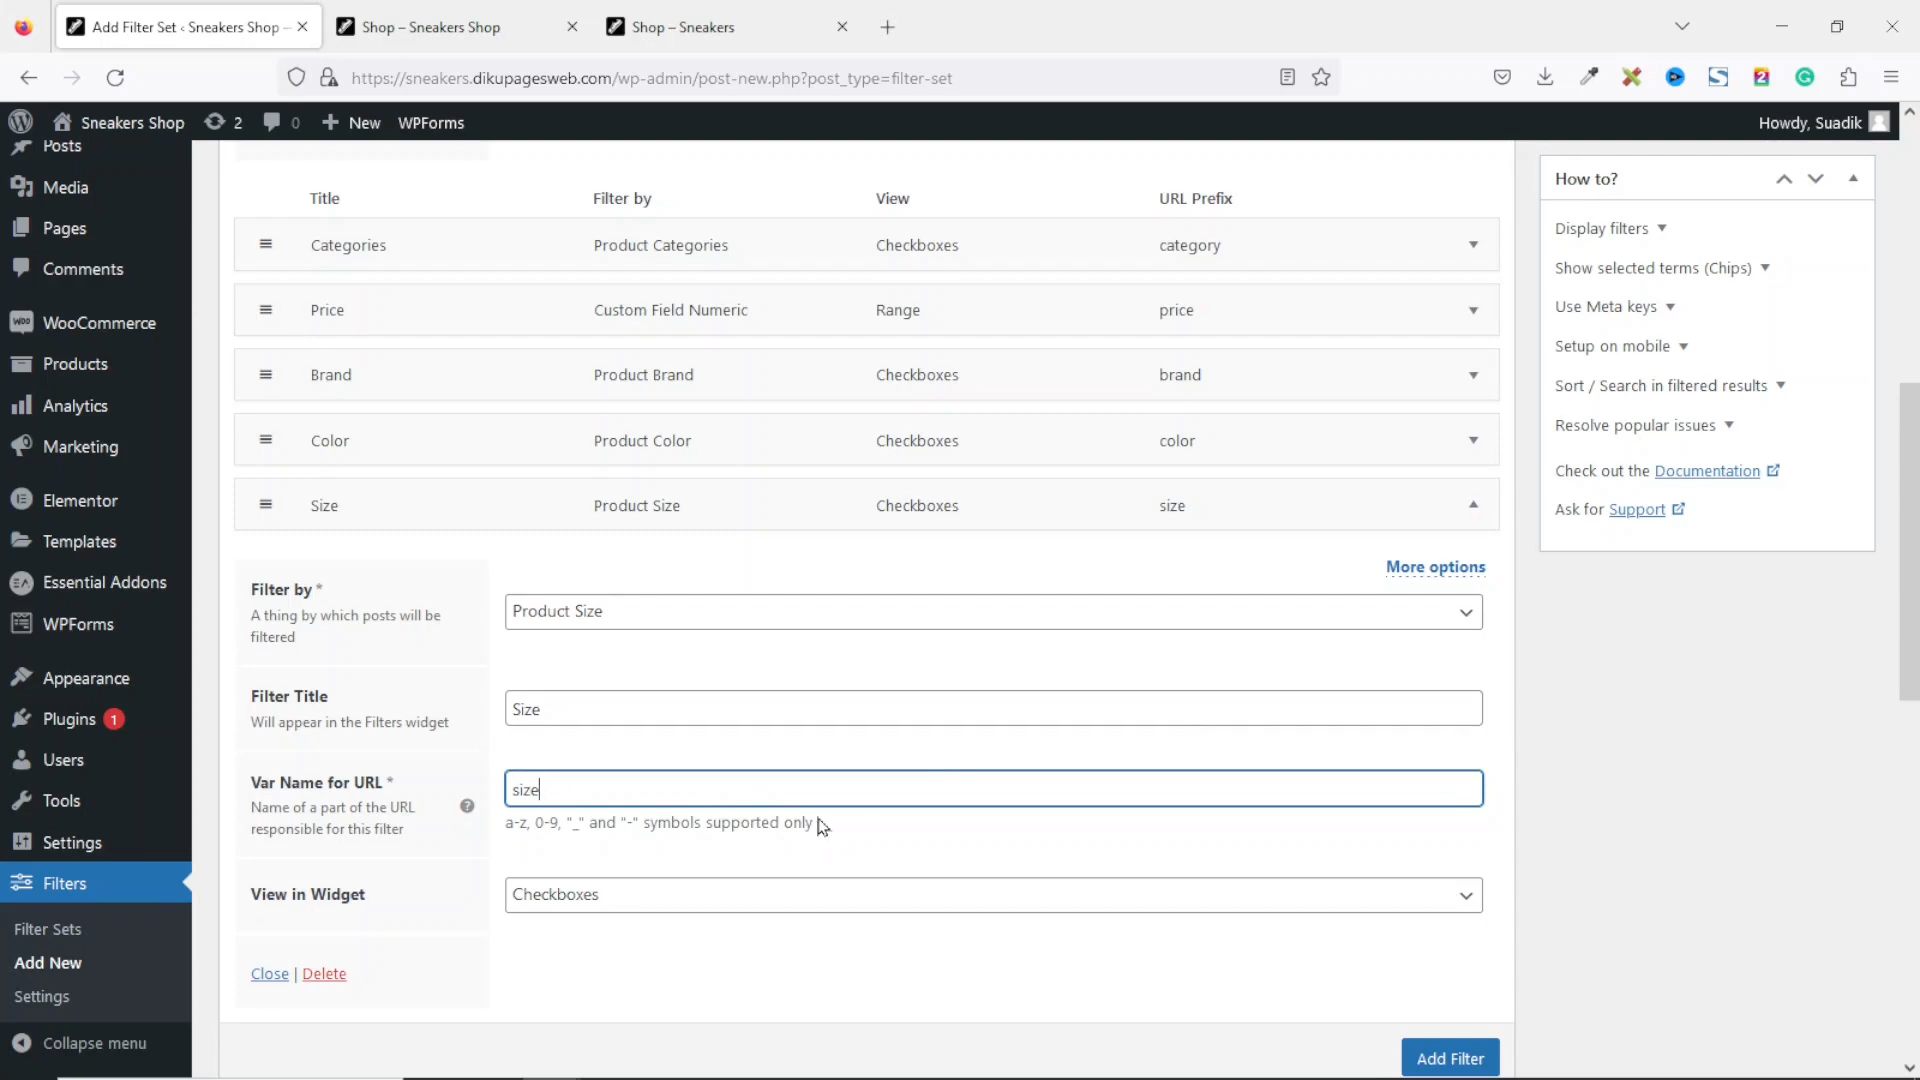 Add Filter Set ‹ Sneakers Shop —
Shop – Sneakers Shop
Shop – Sneakers
https://sneakers.dikupagesweb.com/wp-admin/post-new.php?post_type=filter-set
Sneakers Shop
2
0
New
WPForms
Howdy, Suadik
Posts
Media
Pages
Comments
WooCommerce
Products
Analytics
Marketing
Elementor
Templates
Essential Addons
WPForms
Appearance
Plugins 1
Users
Tools
Settings
Filters
Filter Sets
Add New
Settings
Collapse menu
Title Filter by View URL Prefix
Categories Product Categories Checkboxes category
Price Custom Field Numeric Range price
Brand Product Brand Checkboxes brand
Color Product Color Checkboxes color
Size Product Size Checkboxes size
More options
Filter by *
A thing by which posts will be
filtered
Product Size
Filter Title
Will appear in the Filters widget
Size
Var Name for URL *
Name of a part of the URL
responsible for this filter
size
a-z, 0-9, "_" and "-" symbols supported only
View in Widget
Checkboxes
Close | Delete
Add Filter
How to?
Display filters
Show selected terms (Chips)
Use Meta keys
Setup on mobile
Sort / Search in filtered results
Resolve popular issues
Check out the Documentation
Ask for Support